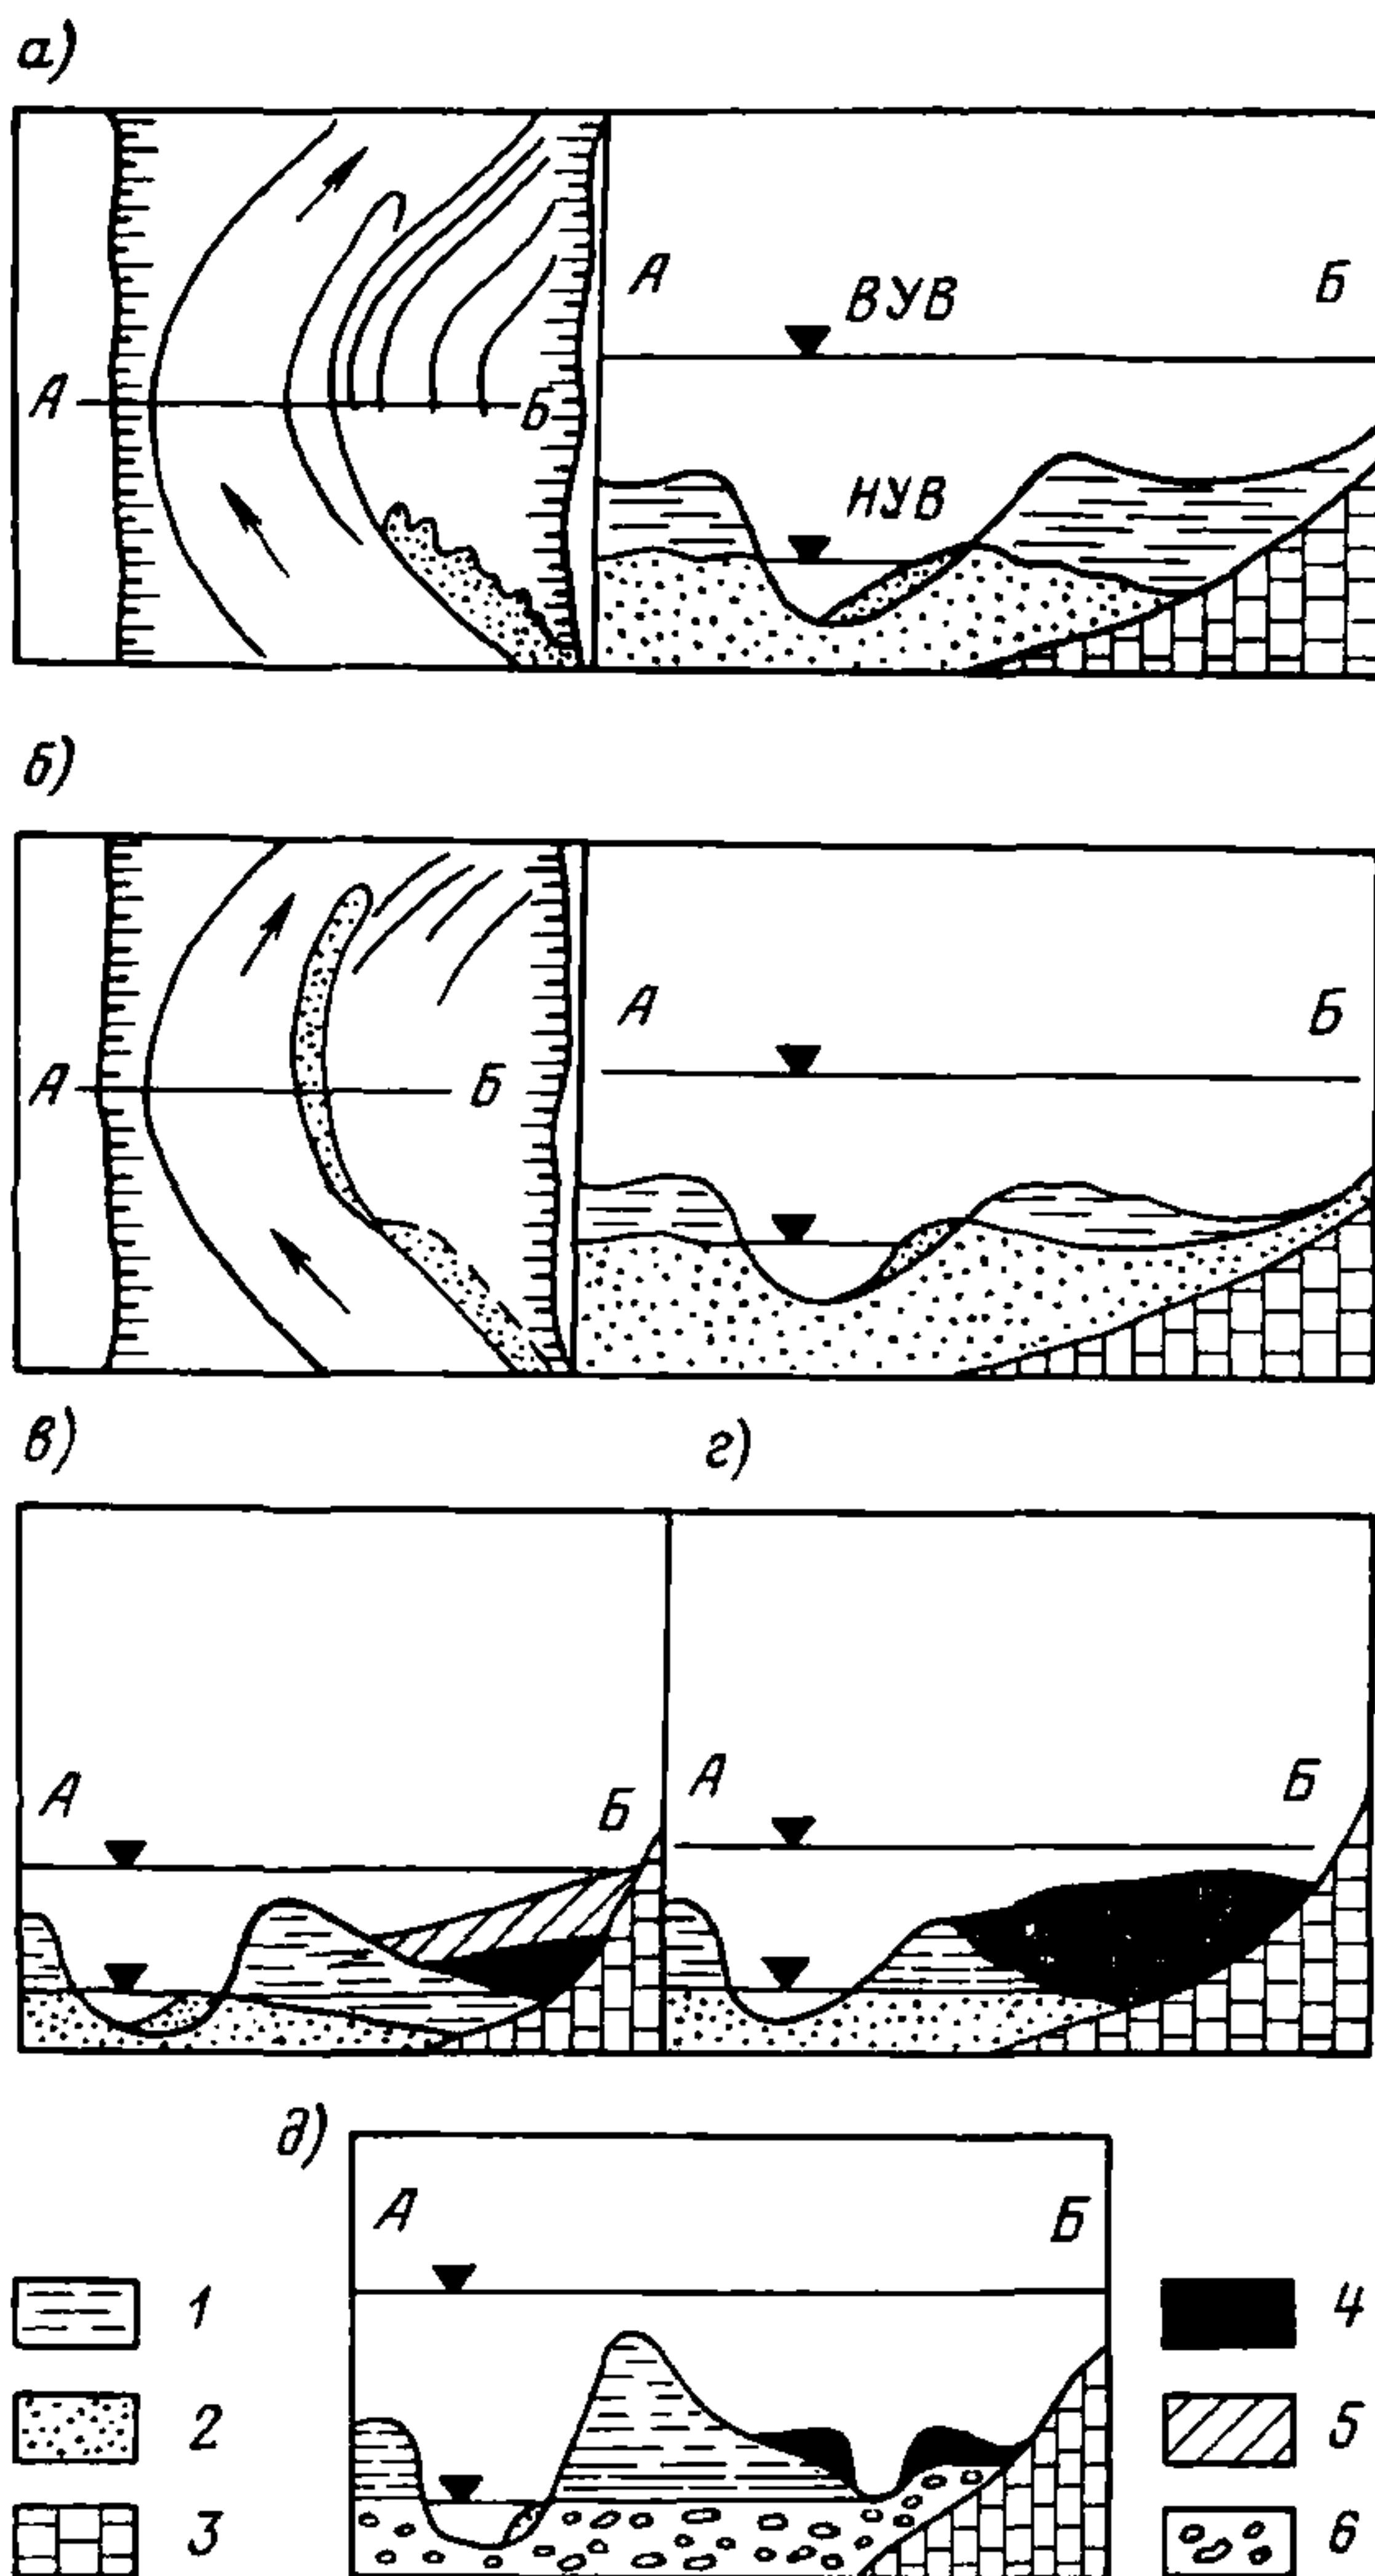 а)
А ВУВ Б
А Б НУВ
б)
А Б
А Б
в) г)
А Б А Б
д)
А Б
1 4
2 5
3 6